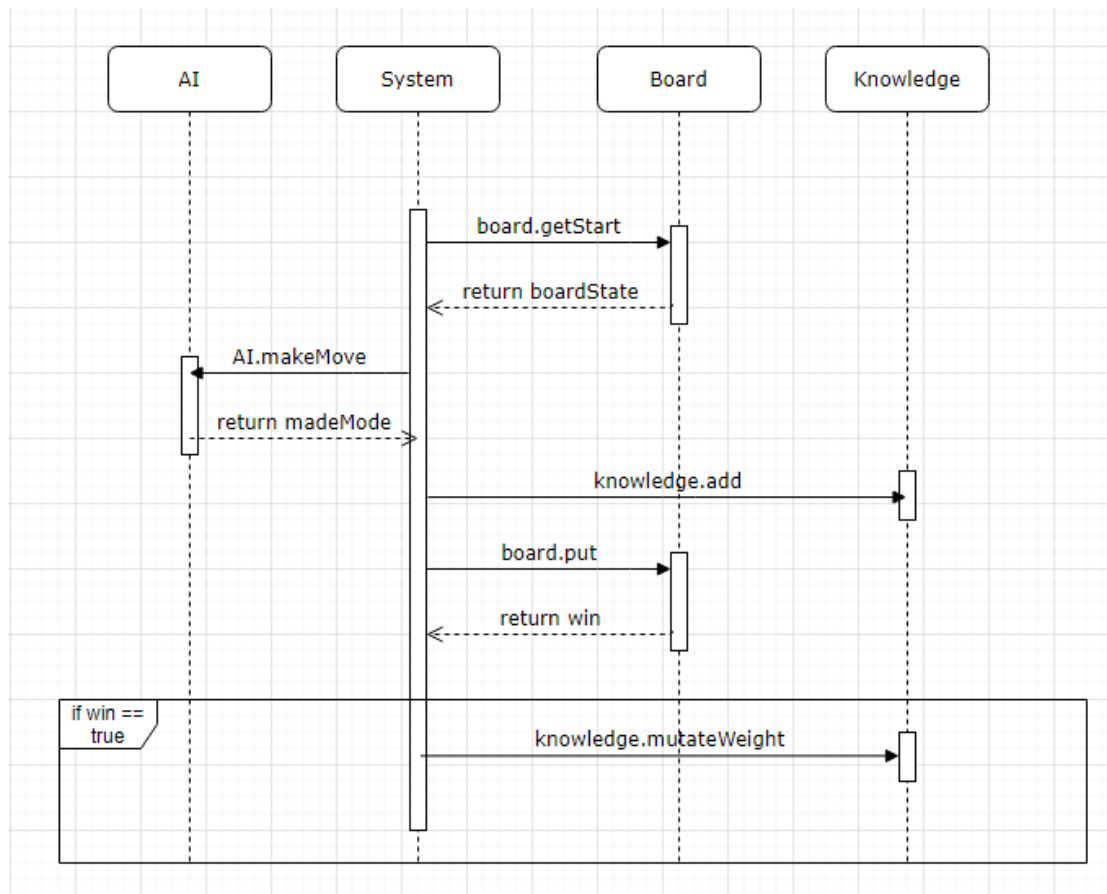 AI
System
Board
Knowledge
board.getStart
return boardState
AI.makeMove
return madeMode
knowledge.add
board.put
return win
if win ==
true
knowledge.mutateWeight